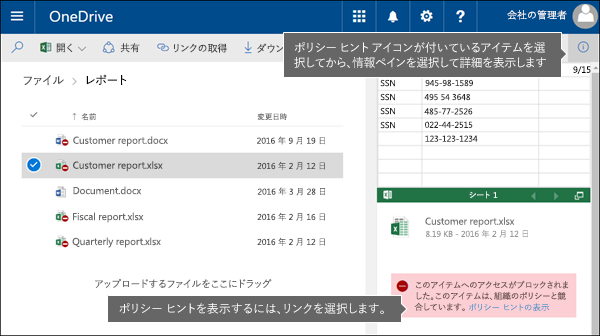 OneDrive
会社の管理者
開く
共有
リンクの取得
ダウン
ポリシー ヒント アイコンが付いているアイテムを選
択してから、情報ペインを選択して詳細を表示します
9/15
ファイル > レポート
SSN 945-98-1589
SSN 495 54 3648
SSN 485-77-2526
SSN 022-44-2515
123-123-1234
名前 変更日時
Customer report.docx 2016 年 9 月 19 日
Customer report.xlsx 2016 年 2 月 12 日
Document.docx 2016 年 3 月 28 日
Fiscal report.xlsx 2016 年 2 月 16 日
Quarterly report.xlsx 2016 年 2 月 12 日
シート 1
Customer report.xlsx
8.19 KB - 2016 年 2 月 12 日
アップロードするファイルをここにドラッグ
このアイテムへのアクセスがブロックされま
した。このアイテムは、組織のポリシーと競
合しています。 ポリシー ヒントの表示
ポリシー ヒントを表示するには、リンクを選択します。